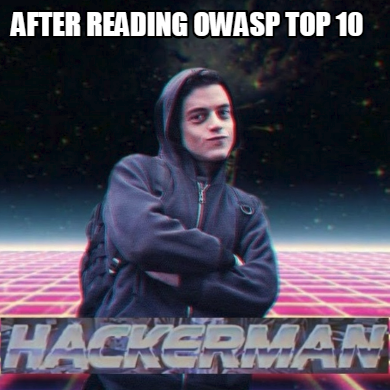 AFTER READING OWASP TOP 10
HACKERMAN